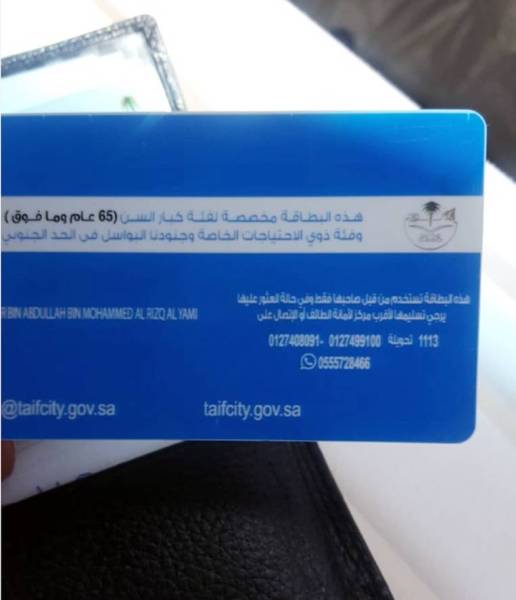 هذه البطاقة مخصصة لفئة كبار السن (65 عام وما فوق )
وفئة ذوي الاحتياجات الخاصة وجنودنا البواسل في الحد الجنوبي
هذه البطاقة تستخدم من قبل صاحبها فقط وفي حالة العثور عليها
يرجي تسليمها لأقرب مركز لأمانة الطائف أو الإتصال على
R BIN ABDULLAH BIN MOHAMMED AL RIZQ AL YAMI
0127408091- 0127499100 تحويلة 1113
0555728466
@taifcity.gov.sa taifcity.gov.sa